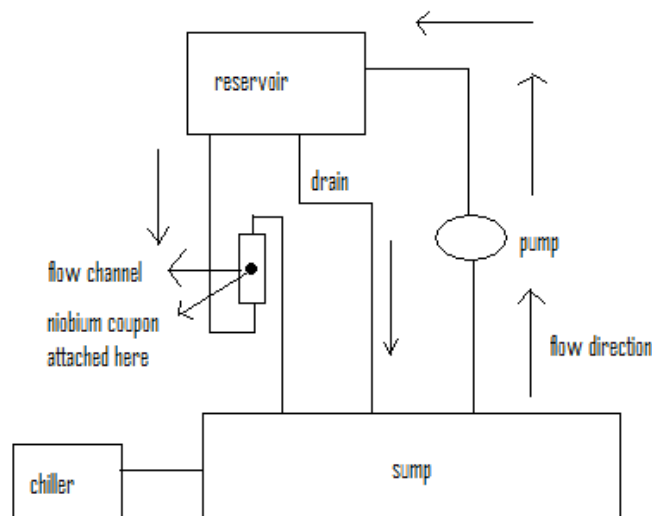 reservoir
drain
pump
flow channel
niobium coupon
attached here
flow direction
sump
chiller